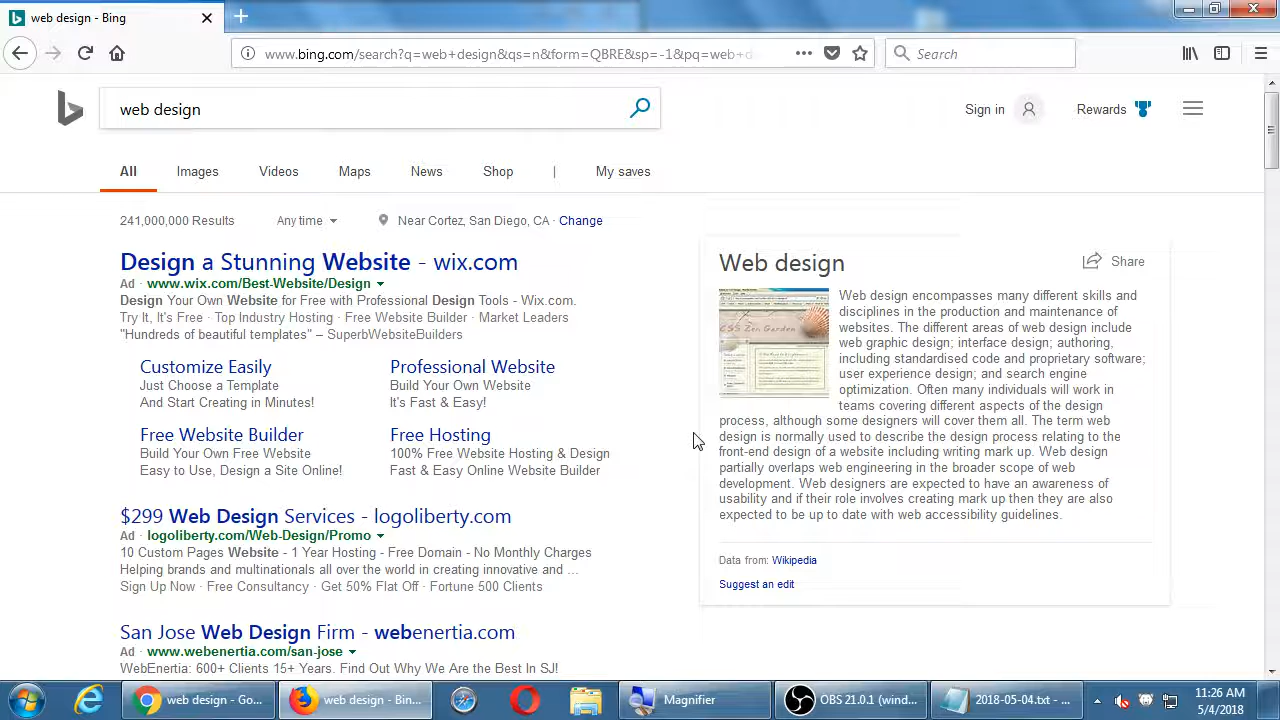 web design - Bing
www.bing.com/search?q=web+design&qs=n&form=QBRE&sp=-1&pq=web+d
Search
web design
Sign in
Rewards
All Images Videos Maps News Shop | My saves
241,000,000 Results Any time Near Cortez, San Diego, CA · Change
Design a Stunning Website - wix.com
Ad · www.wix.com/Best-Website/Design
Design Your Own Website for Free with Professional Design Tools - Wix.com.
Try It, It's Free · Top Industry Hosting · Free Website Builder · Market Leaders
"Hundreds of beautiful templates" – SuperbWebsiteBuilders
Customize Easily
Just Choose a Template
And Start Creating in Minutes!
Professional Website
Build Your Own Website
It's Fast & Easy!
Free Website Builder
Build Your Own Free Website
Easy to Use, Design a Site Online!
Free Hosting
100% Free Website Hosting & Design
Fast & Easy Online Website Builder
$299 Web Design Services - logoliberty.com
Ad · logoliberty.com/Web-Design/Promo
10 Custom Pages Website - 1 Year Hosting - Free Domain - No Monthly Charges
Helping brands and multinationals all over the world in creating innovative and ...
Sign Up Now · Free Consultancy · Get 50% Flat Off · Fortune 500 Clients
San Jose Web Design Firm - webenertia.com
Ad · www.webenertia.com/san-jose
WebEnertia: 600+ Clients 15+ Years. Find Out Why We Are the Best In SJ!
Web design
Share
CSS Zen Garden
Web design encompasses many different skills and
disciplines in the production and maintenance of
websites. The different areas of web design include
web graphic design; interface design; authoring,
including standardised code and proprietary software;
user experience design; and search engine
optimization. Often many individuals will work in
teams covering different aspects of the design
process, although some designers will cover them all. The term web
design is normally used to describe the design process relating to the
front-end design of a website including writing mark up. Web design
partially overlaps web engineering in the broader scope of web
development. Web designers are expected to have an awareness of
usability and if their role involves creating mark up then they are also
expected to be up to date with web accessibility guidelines.
Data from: Wikipedia
Suggest an edit
web design - Go...
web design - Bin...
Magnifier
OBS 21.0.1 (wind...
2018-05-04.txt - ...
11:26 AM
5/4/2018